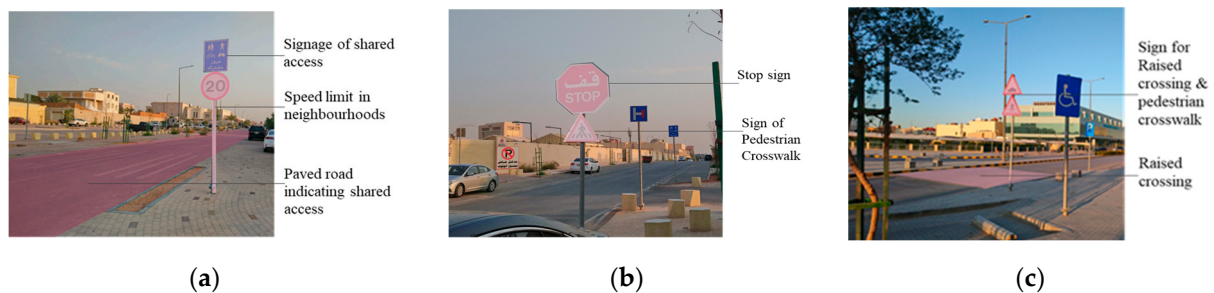 Signage of shared
access
20
Speed limit in
neighbourhoods
Paved road
indicating shared
access
قف
STOP
Stop sign
Sign of
Pedestrian
Crosswalk
P
Sign for
Raised
crossing &
pedestrian
crosswalk
Raised
crossing
(a)
(b)
(c)